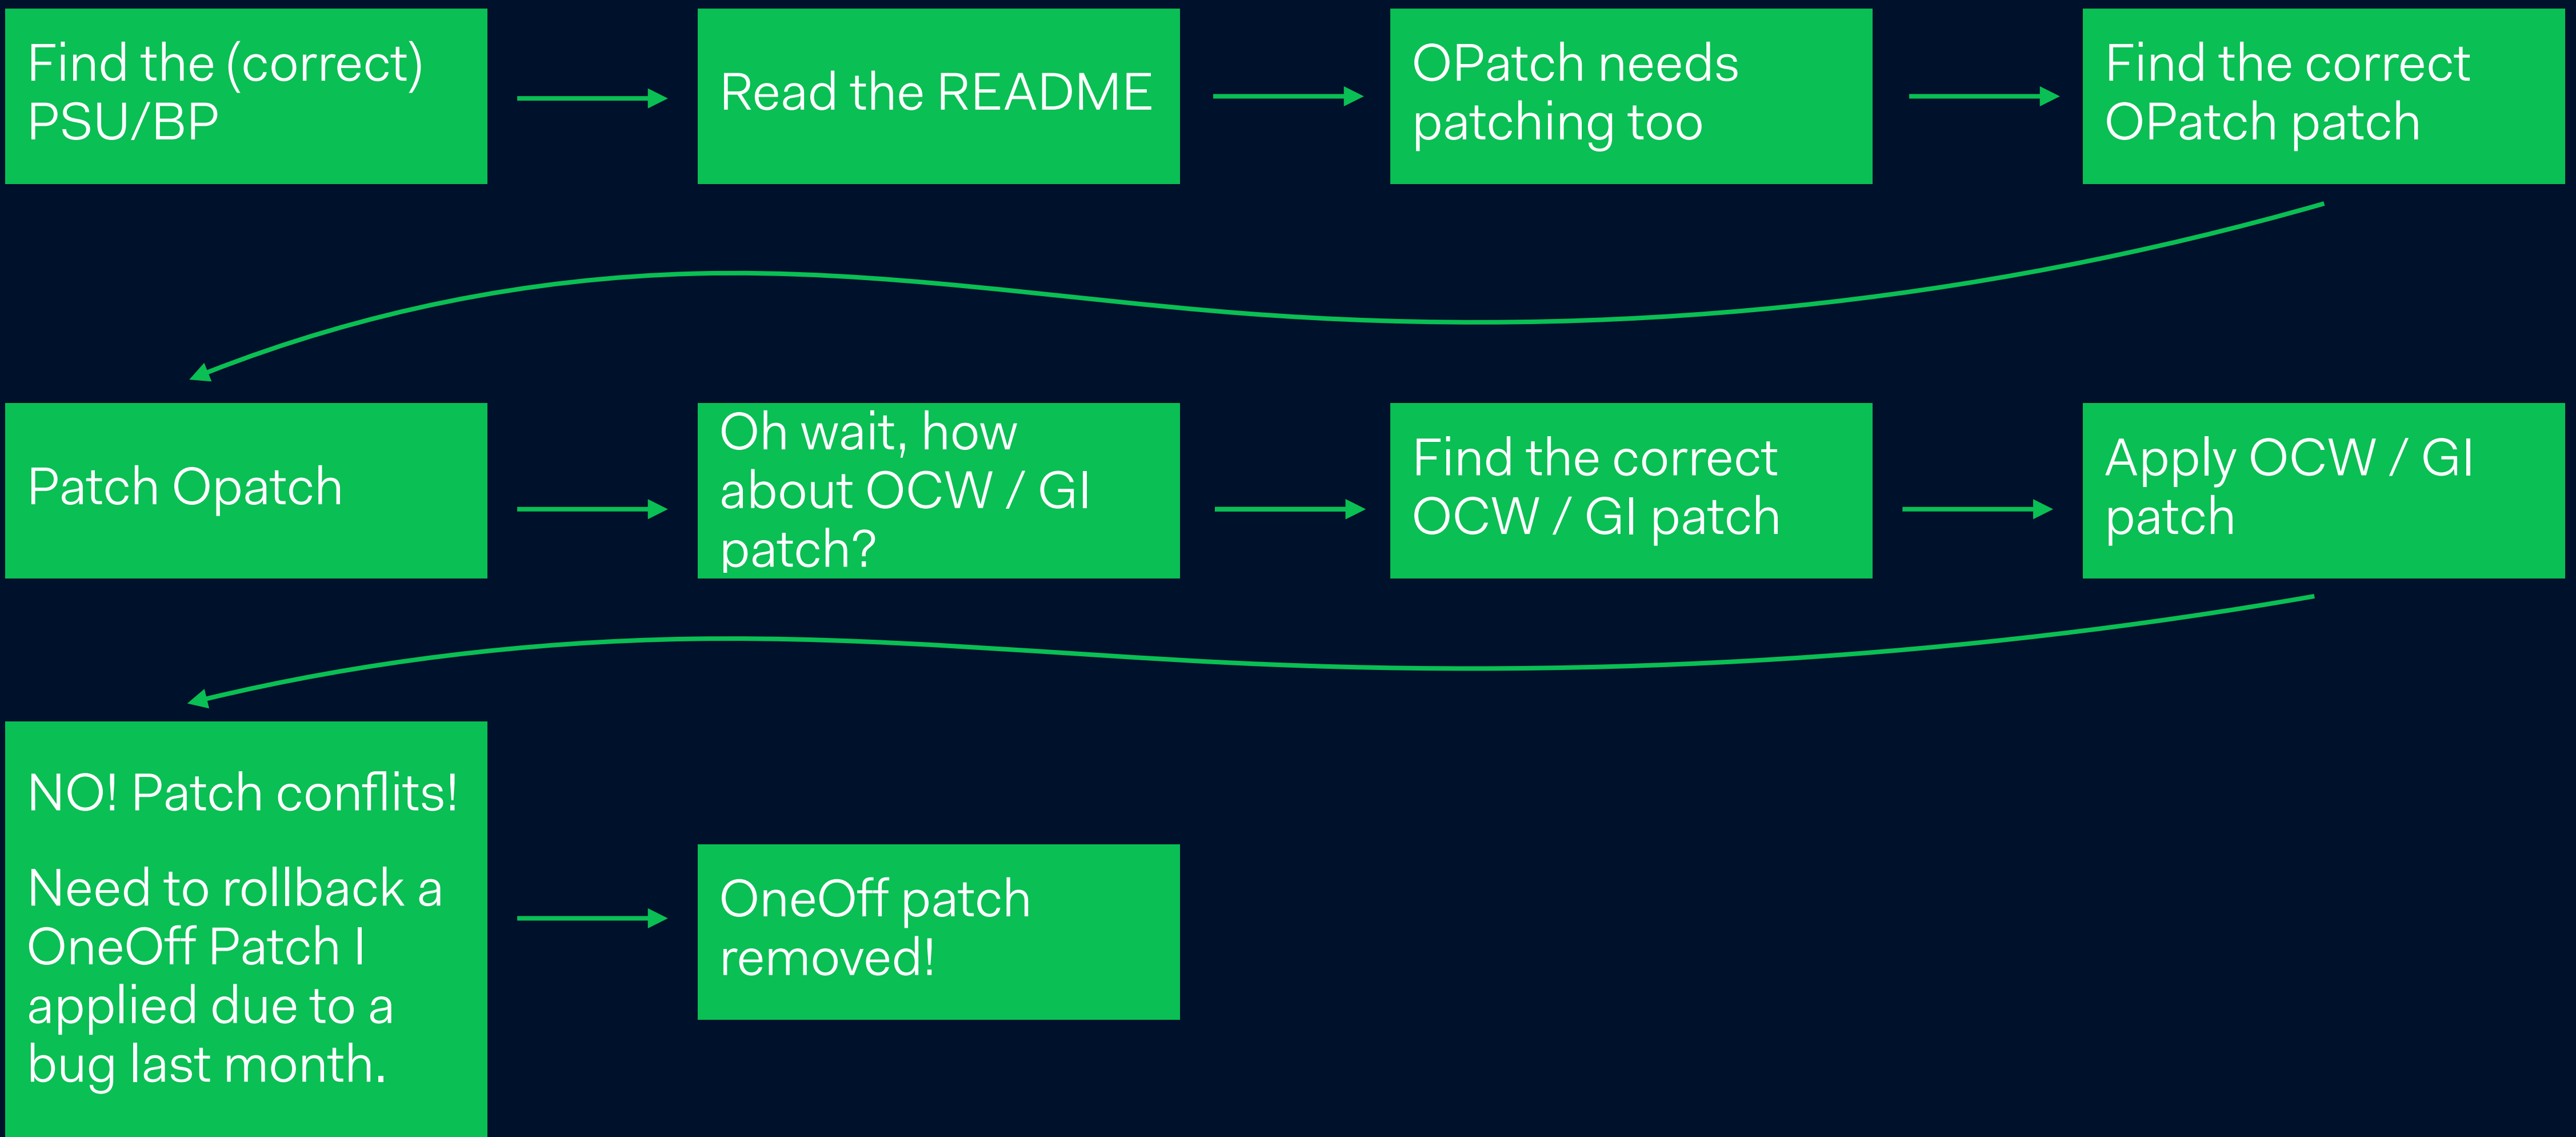 Find the (correct)
PSU/BP
Read the README
OPatch needs
patching too
Find the correct
OPatch patch
Patch Opatch
Oh wait, how
about OCW / GI
patch?
Find the correct
OCW / GI patch
Apply OCW / GI
patch
NO! Patch conflits!
Need to rollback a
OneOff Patch I
applied due to a
bug last month.
OneOff patch
removed!